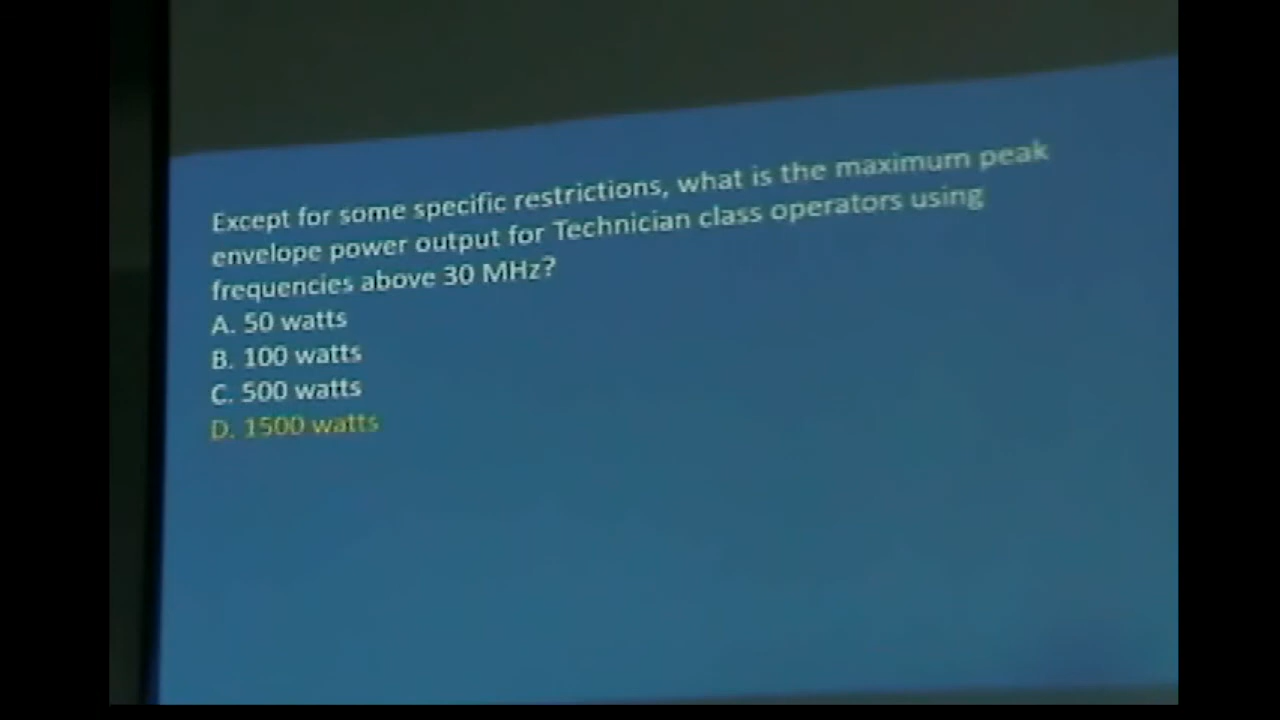 Except for some specific restrictions, what is the maximum peak
envelope power output for Technician class operators using
frequencies above 30 MHz?
A. 50 watts
B. 100 watts
C. 500 watts
D. 1500 watts